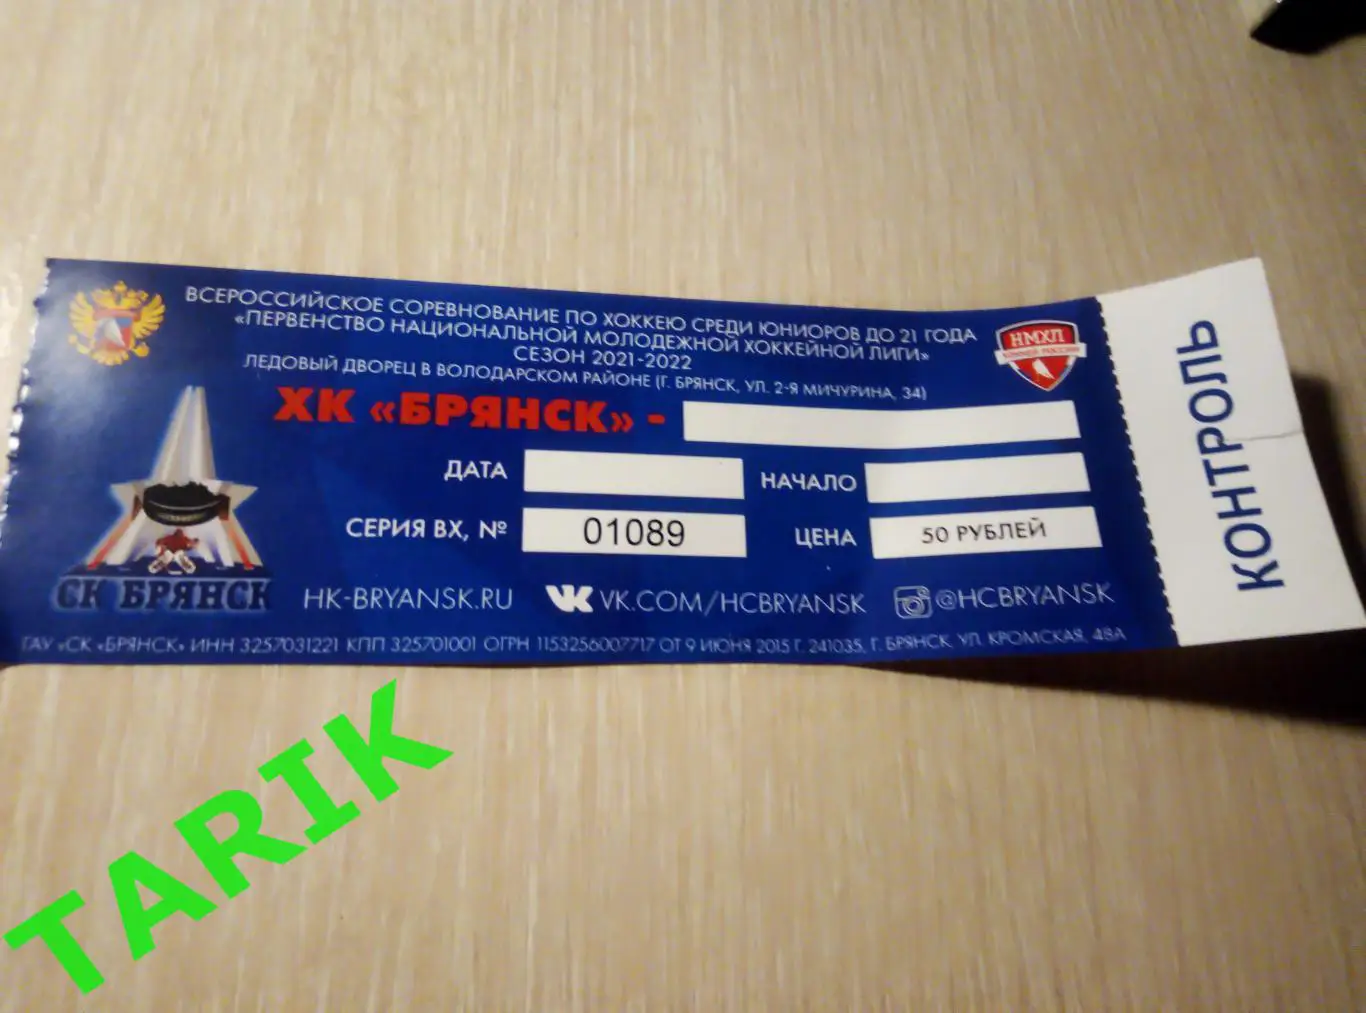 ВСЕРОССИЙСКОЕ СОРЕВНОВАНИЕ ПО ХОККЕЮ СРЕДИ ЮНИОРОВ ДО 21 ГОДА
«ПЕРВЕНСТВО НАЦИОНАЛЬНОЙ МОЛОДЕЖНОЙ ХОККЕЙНОЙ ЛИГИ»
СЕЗОН 2021-2022
ЛЕДОВЫЙ ДВОРЕЦ В ВОЛОДАРСКОМ РАЙОНЕ (Г. БРЯНСК, УЛ. 2-Я МИЧУРИНА, 34)
НМХЛ
ХОККЕЙ РОССИИ
ХК «БРЯНСК» -
ДАТА
НАЧАЛО
СЕРИЯ ВХ, № 01089
ЦЕНА 50 РУБЛЕЙ
СК БРЯНСК
HK-BRYANSK.RU
VK.COM/HCBRYANSK
@HCBRYANSK
ГАУ «СК «БРЯНСК» ИНН 3257031221 КПП 325701001 ОГРН 1153256007717 ОТ 9 ИЮНЯ 2015 Г. 241035, Г. БРЯНСК, УЛ. КРОМСКАЯ, 48А
КОНТРОЛЬ
TARIK